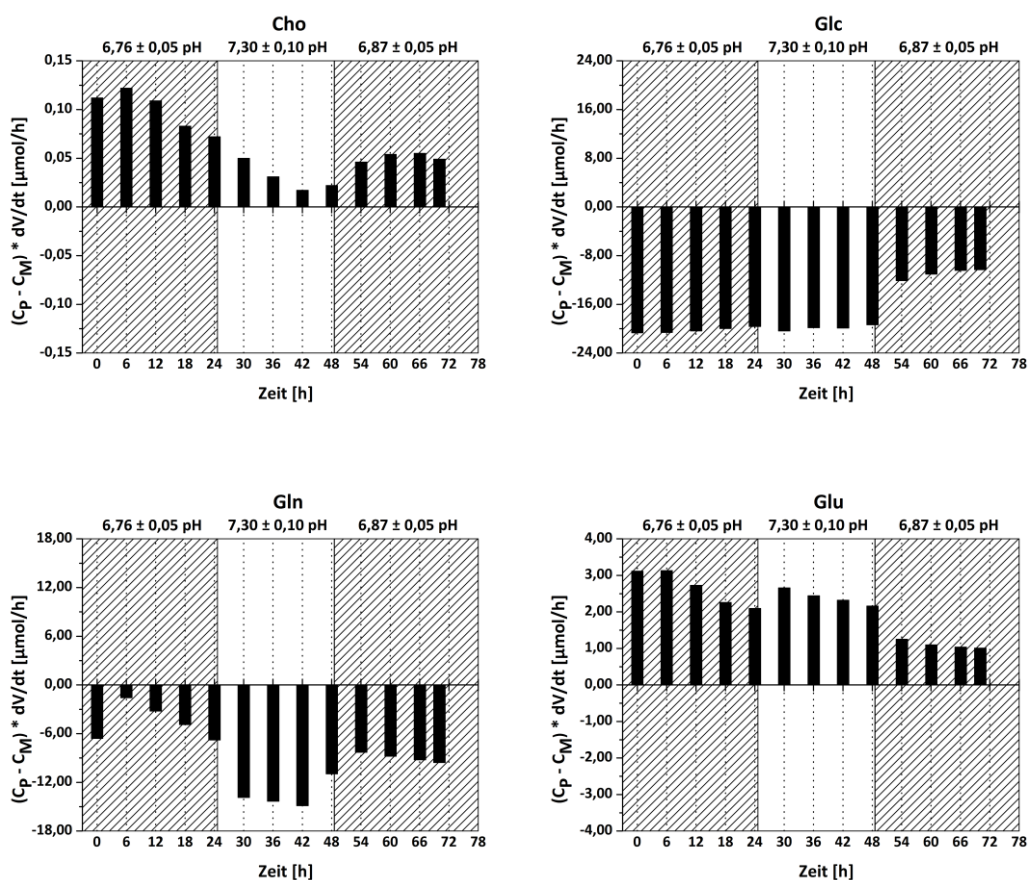 Cho
6,76 ± 0,05 pH 7,30 ± 0,10 pH 6,87 ± 0,05 pH
0,15
0,10
0,05
0,00
-0,05
-0,10
-0,15
(CP - CM) * dV/dt [µmol/h]
0 6 12 18 24 30 36 42 48 54 60 66 72 78
Zeit [h]
Glc
6,76 ± 0,05 pH 7,30 ± 0,10 pH 6,87 ± 0,05 pH
24,00
16,00
8,00
0,00
-8,00
-16,00
-24,00
(CP - CM) * dV/dt [µmol/h]
0 6 12 18 24 30 36 42 48 54 60 66 72 78
Zeit [h]
Gln
6,76 ± 0,05 pH 7,30 ± 0,10 pH 6,87 ± 0,05 pH
18,00
12,00
6,00
0,00
-6,00
-12,00
-18,00
(CP - CM) * dV/dt [µmol/h]
0 6 12 18 24 30 36 42 48 54 60 66 72 78
Zeit [h]
Glu
6,76 ± 0,05 pH 7,30 ± 0,10 pH 6,87 ± 0,05 pH
4,00
3,00
2,00
1,00
0,00
-1,00
-2,00
-3,00
-4,00
(CP - CM) * dV/dt [µmol/h]
0 6 12 18 24 30 36 42 48 54 60 66 72 78
Zeit [h]